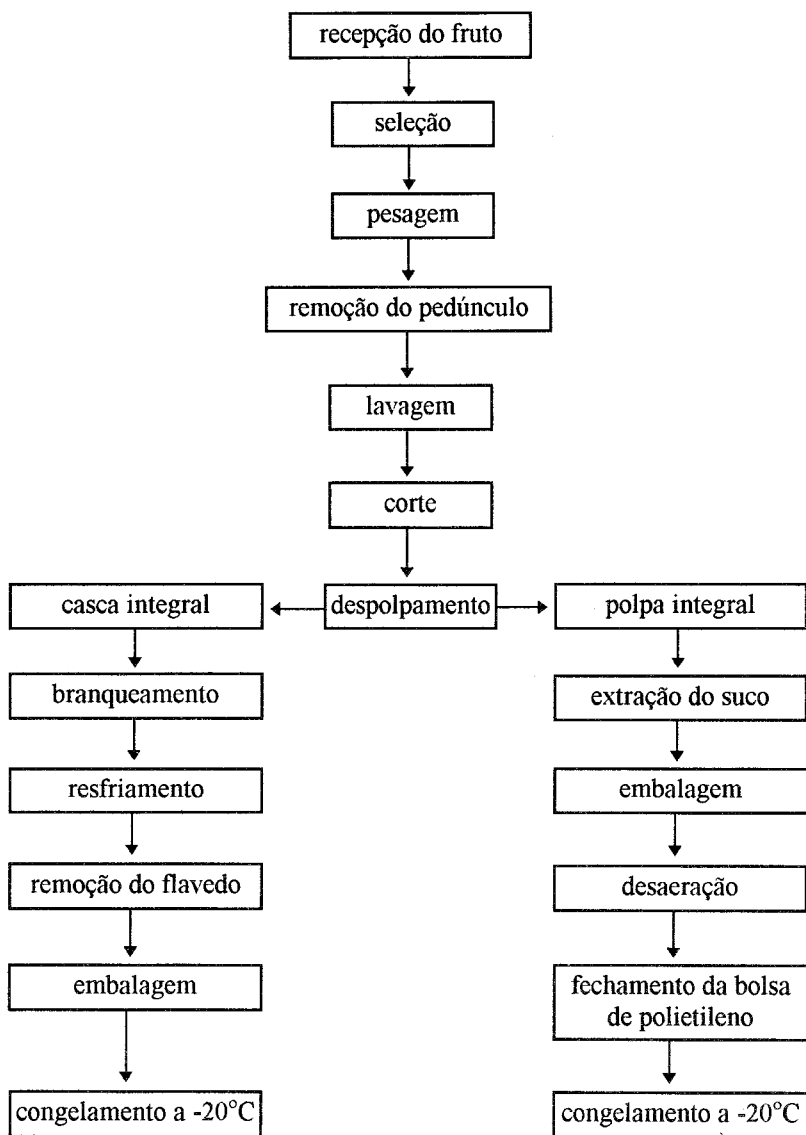 recepção do fruto
seleção
pesagem
remoção do pedúnculo
lavagem
corte
despolpamento
casca integral
branqueamento
resfriamento
remoção do flavedo
embalagem
congelamento a -20°C
polpa integral
extração do suco
embalagem
desaeração
fechamento da bolsa
de polietileno
congelamento a -20°C